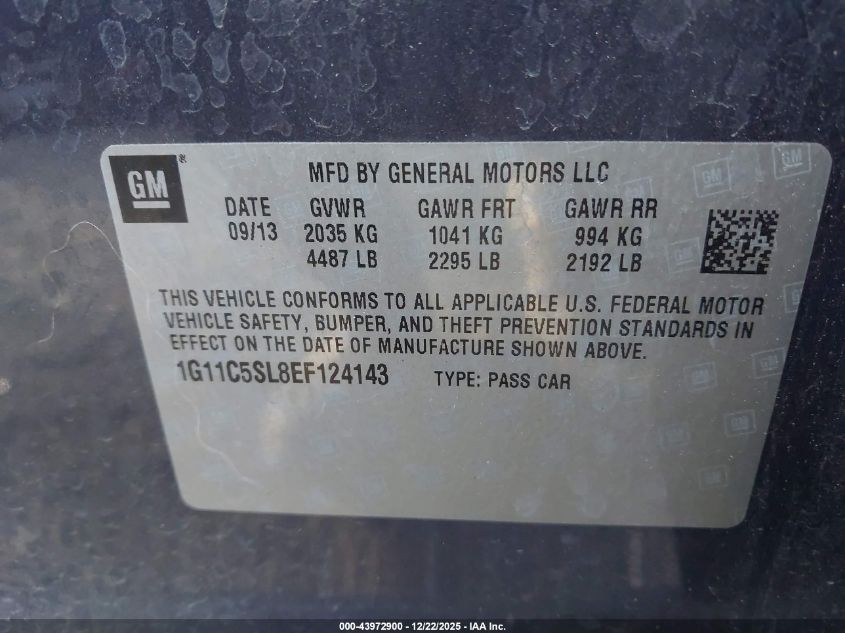 GM®
MFD BY GENERAL MOTORS LLC
DATE GVWR GAWR FRT GAWR RR
09/13 2035 KG 1041 KG 994 KG
4487 LB 2295 LB 2192 LB
THIS VEHICLE CONFORMS TO ALL APPLICABLE U.S. FEDERAL MOTOR
VEHICLE SAFETY, BUMPER, AND THEFT PREVENTION STANDARDS IN
EFFECT ON THE DATE OF MANUFACTURE SHOWN ABOVE.
1G11C5SL8EF124143 TYPE: PASS CAR
000-43972900 - 12/22/2025 - IAA Inc.